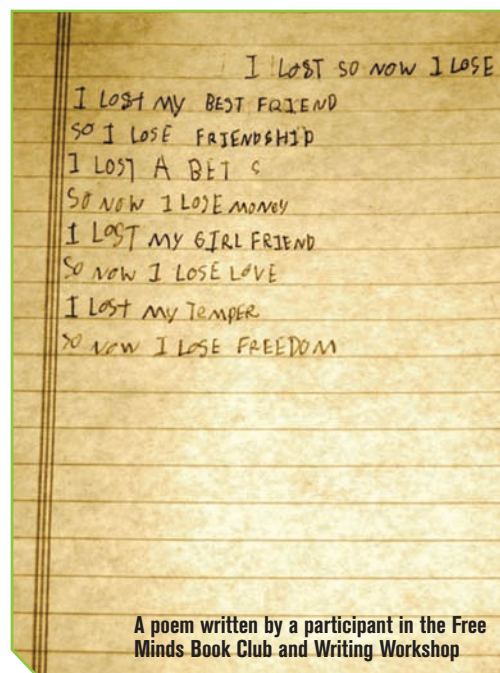 I LOST SO NOW I LOSE
I LOST MY BEST FRIEND
SO I LOSE FRIENDSHIP
I LOST A BET
SO NOW I LOSE MONEY
I LOST MY GIRL FRIEND
SO NOW I LOSE LOVE
I LOST MY TEMPER
SO NOW I LOSE FREEDOM
A poem written by a participant in the Free
Minds Book Club and Writing Workshop